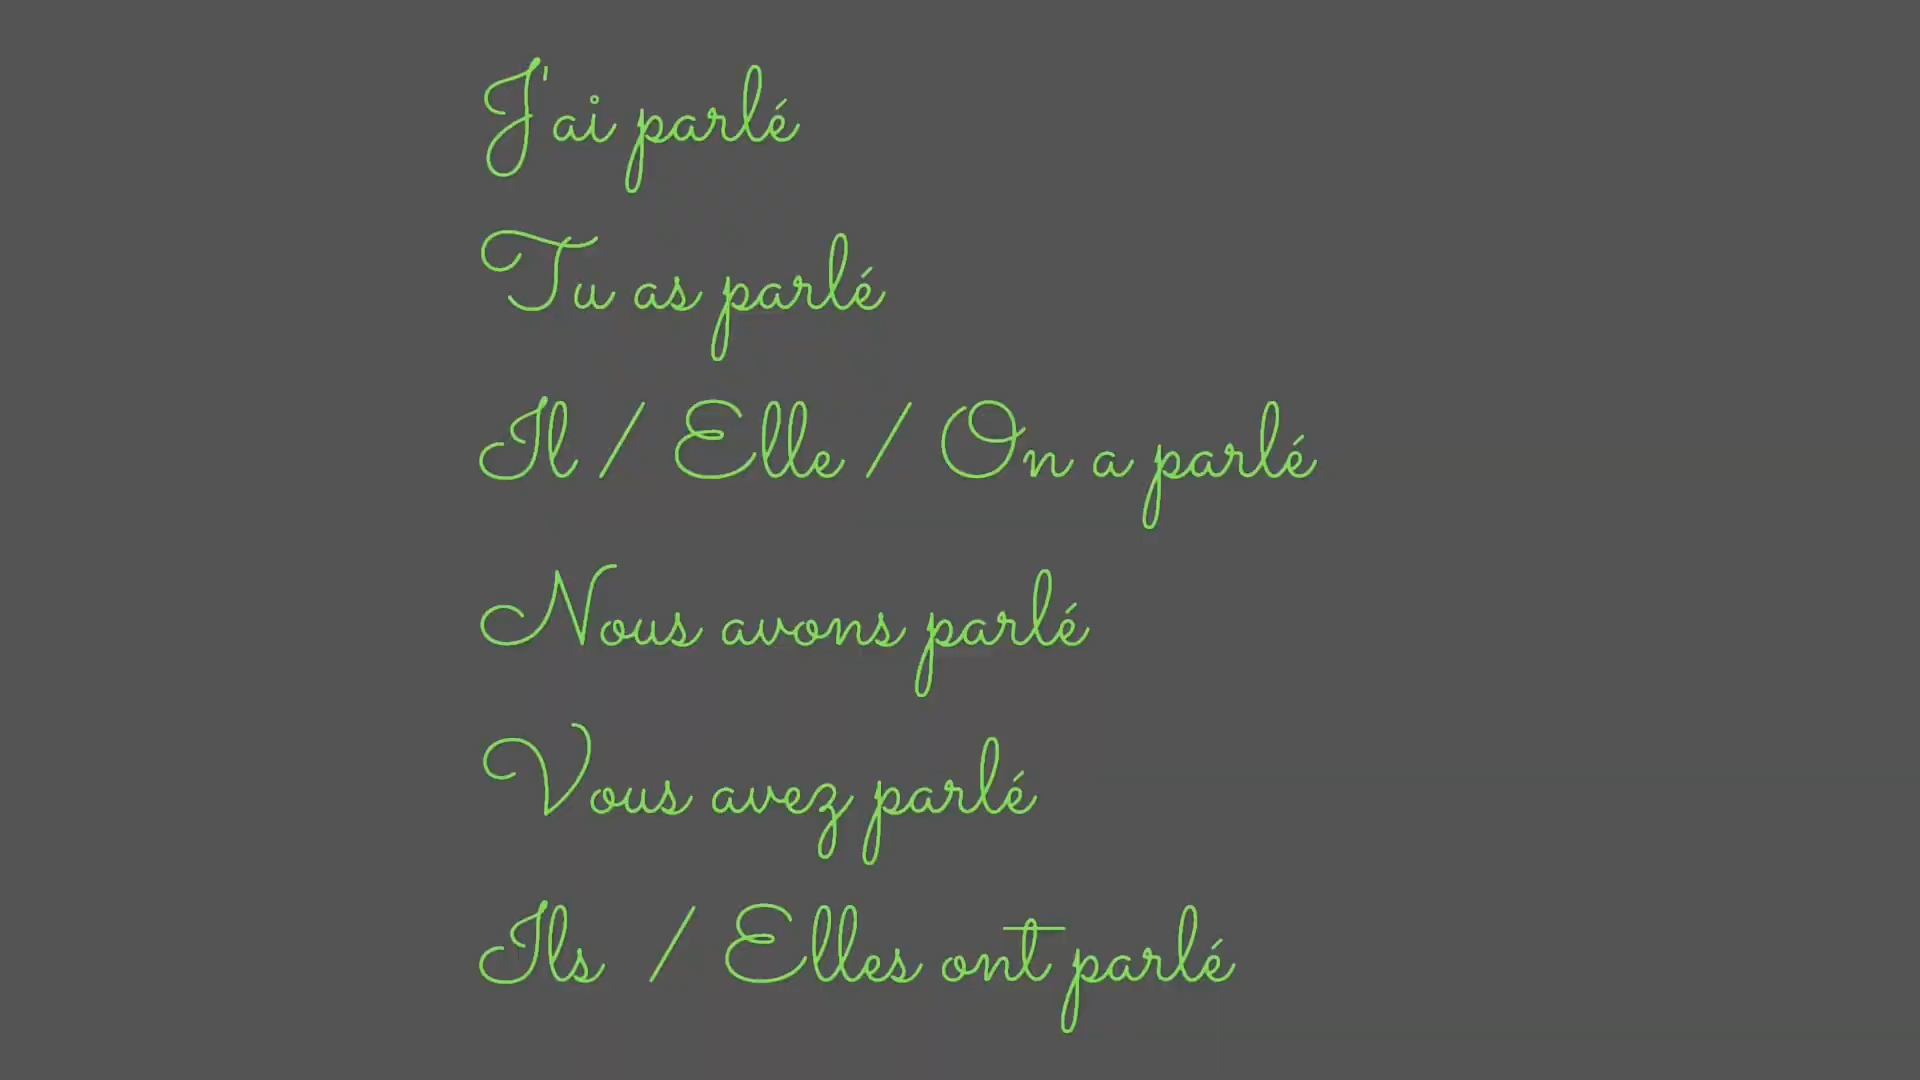 J'ai parlé
Tu as parlé
Il / Elle / On a parlé
Nous avons parlé
Vous avez parlé
Ils / Elles ont parlé